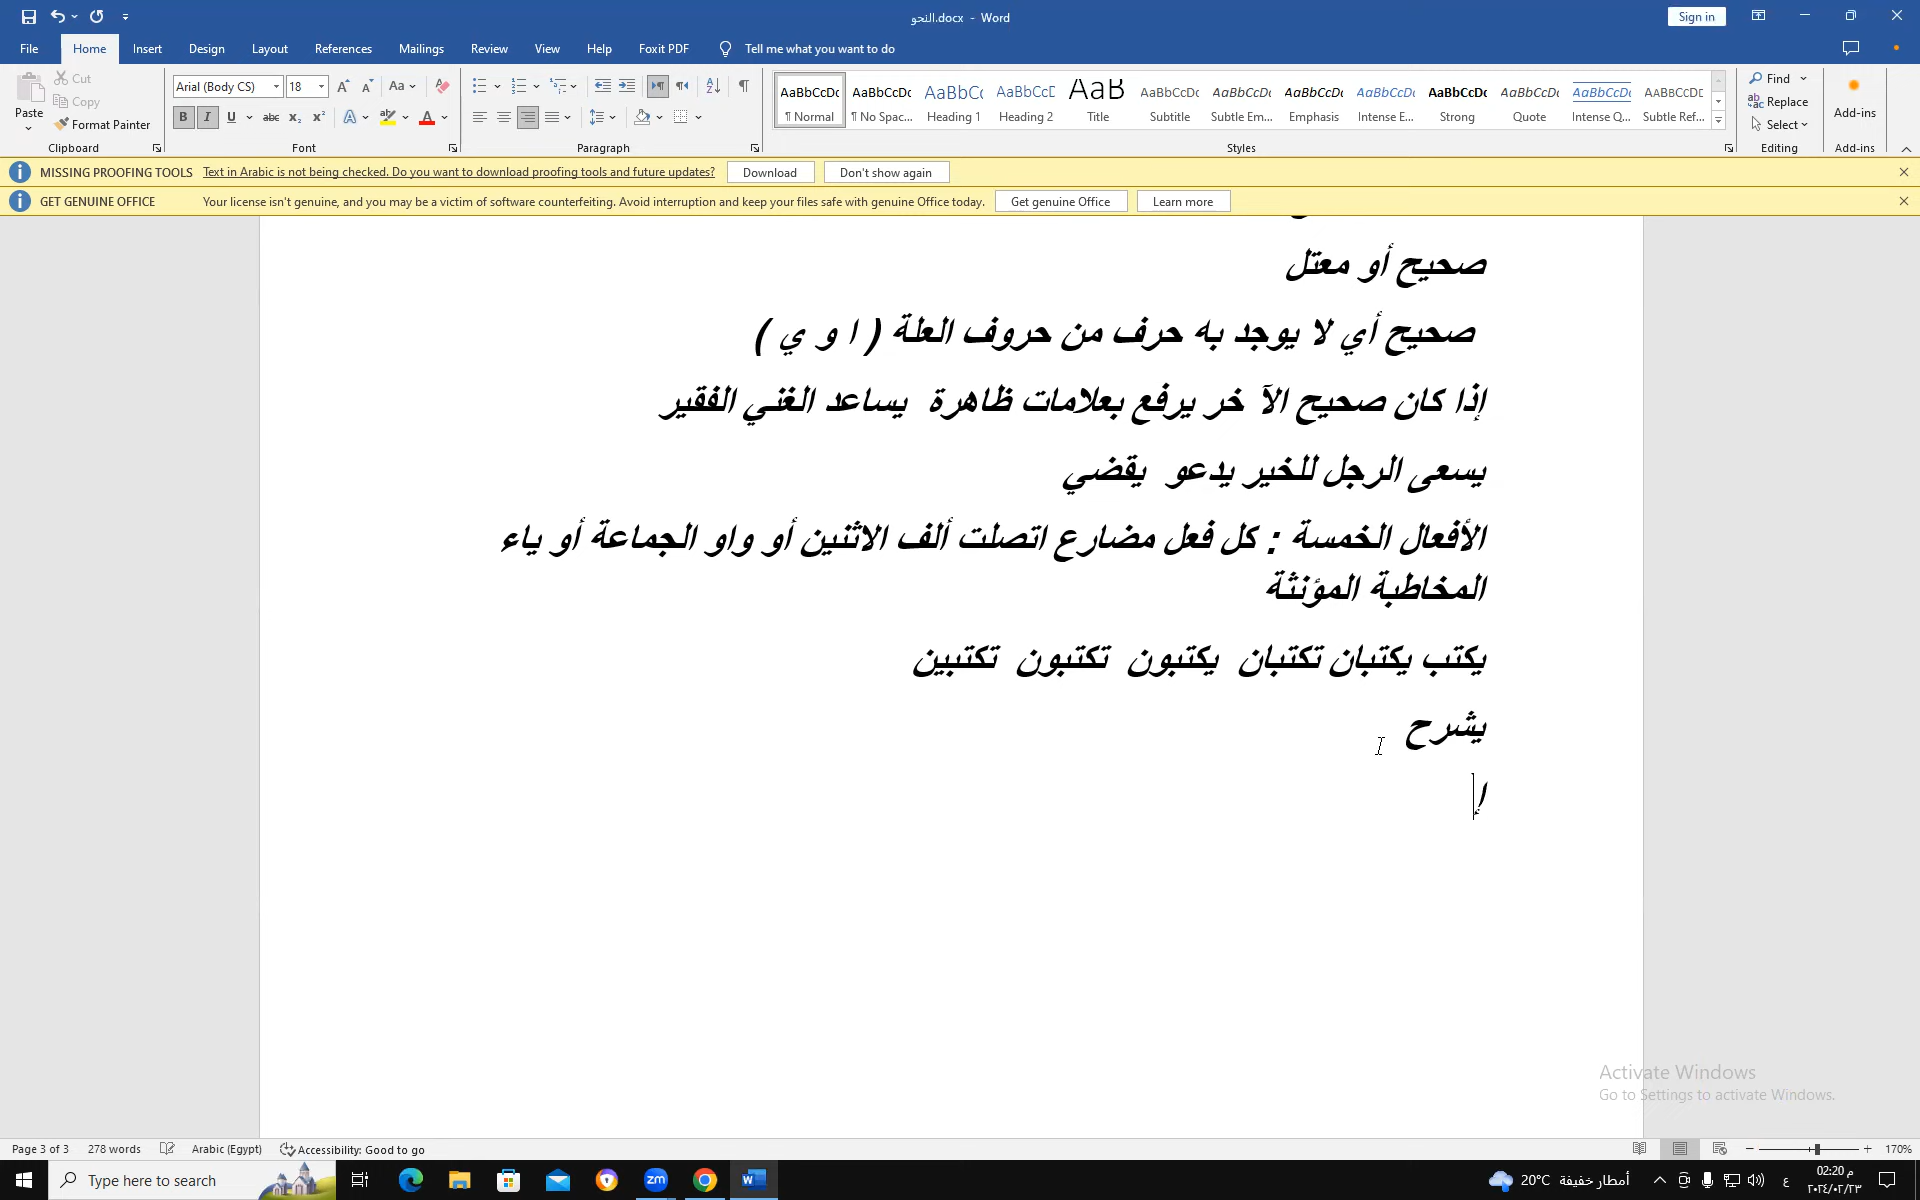 النحو.docx - Word
Sign in
File Home Insert Design Layout References Mailings Review View Help Foxit PDF Tell me what you want to do
Paste
Cut
Copy
Format Painter
Clipboard
Arial (Body CS) 18
Font
Paragraph
AaBbCcDc ¶ Normal
AaBbCcDc ¶ No Spac...
AaBbCc Heading 1
AaBbCcD Heading 2
AaB Title
AaBbCcDc Subtitle
AaBbCcDc Subtle Em...
AaBbCcDc Emphasis
AaBbCcDc Intense E...
AaBbCcDc Strong
AaBbCcDc Quote
AaBbCcDc Intense Q...
AABBCCDE Subtle Ref...
Styles
Find
Replace
Select
Editing
Add-ins
Add-ins
MISSING PROOFING TOOLS Text in Arabic is not being checked. Do you want to download proofing tools and future updates? Download Don't show again
GET GENUINE OFFICE Your license isn't genuine, and you may be a victim of software counterfeiting. Avoid interruption and keep your files safe with genuine Office today. Get genuine Office Learn more
صحيح أو معتل
صحيح أي لا يوجد به حرف من حروف العلة ( ا و ي )
إذا كان صحيح الآ خر يرفع بعلامات ظاهرة يساعد الغني الفقير
يسعى الرجل للخير يدعو يقضي
الأفعال الخمسة : كل فعل مضارع اتصلت ألف الاثنين أو واو الجماعة أو ياء
المخاطبة المؤنثة
يكتب يكتبان تكتبان يكتبون تكتبون تكتبين
يشرح
إ
Activate Windows
Go to Settings to activate Windows.
Page 3 of 3 278 words Arabic (Egypt) Accessibility: Good to go 170%
Type here to search
20°C أمطار خفيفة
ع
02:20 م
٢٠٢٤/٠٢/٢٣